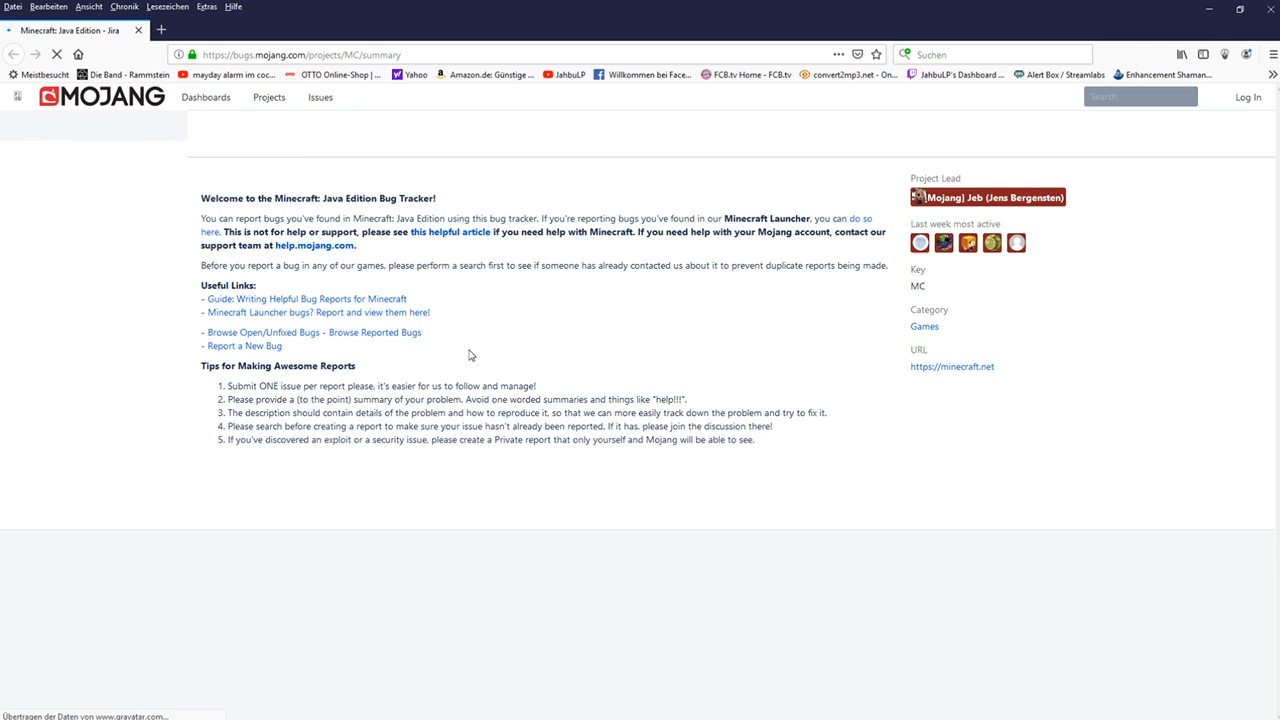 Datei Bearbeiten Ansicht Chronik Lesezeichen Extras Hilfe
Minecraft: Java Edition - Jira
https://bugs.mojang.com/projects/MC/summary
Suchen
Meistbesucht Die Band - Rammstein mayday alarm im coc... OTTO Online-Shop |... Yahoo Amazon.de: Günstige ... JahbuLP Willkommen bei Face... FCB.tv Home - FCB.tv convert2mp3.net - On... JahbuLP's Dashboard ... Alert Box / Streamlabs Enhancement Shaman...
MOJANG Dashboards Projects Issues Search Log In
Welcome to the Minecraft: Java Edition Bug Tracker!
You can report bugs you've found in Minecraft: Java Edition using this bug tracker. If you're reporting bugs you've found in our Minecraft Launcher, you can do so
here. This is not for help or support, please see this helpful article if you need help with Minecraft. If you need help with your Mojang account, contact our
support team at help.mojang.com.
Before you report a bug in any of our games, please perform a search first to see if someone has already contacted us about it to prevent duplicate reports being made.
Useful Links:
- Guide: Writing Helpful Bug Reports for Minecraft
- Minecraft Launcher bugs? Report and view them here!
- Browse Open/Unfixed Bugs - Browse Reported Bugs
- Report a New Bug
Tips for Making Awesome Reports
1. Submit ONE issue per report please, it's easier for us to follow and manage!
2. Please provide a (to the point) summary of your problem. Avoid one worded summaries and things like "help!!!".
3. The description should contain details of the problem and how to reproduce it, so that we can more easily track down the problem and try to fix it.
4. Please search before creating a report to make sure your issue hasn't already been reported. If it has, please join the discussion there!
5. If you've discovered an exploit or a security issue, please create a Private report that only yourself and Mojang will be able to see.
Project Lead
[Mojang] Jeb (Jens Bergensten)
Last week most active
Key
MC
Category
Games
URL
https://minecraft.net
Übertragen der Daten von www.gravatar.com...